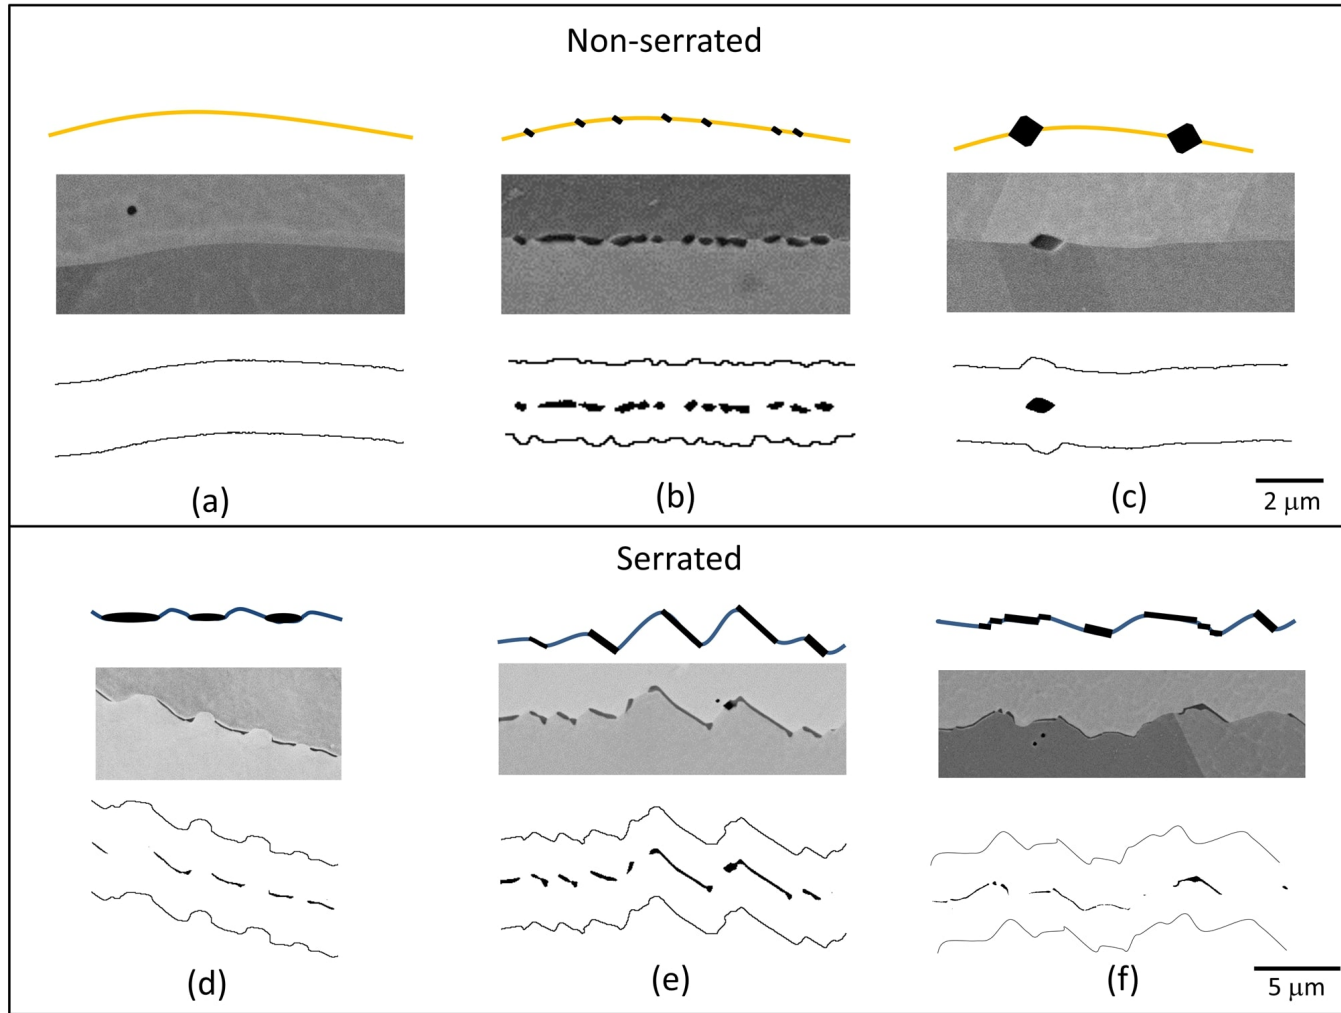 Non-serrated
(a)
(b)
(c)
2 μm
Serrated
(d)
(e)
(f)
5 μm